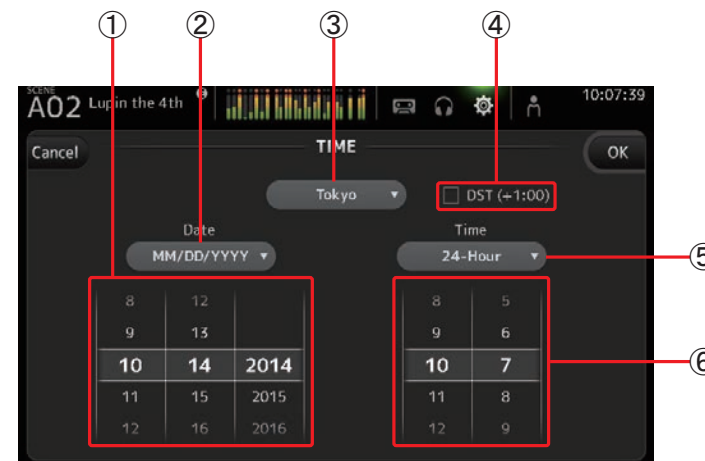 ① ② ③ ④
SCENE
A02 Lupin the 4th 10:07:39
Cancel TIME OK
Tokyo ▼ DST (+1:00)
Date Time
MM/DD/YYYY ▼ 24-Hour ▼ ⑤
8 12 8 5
9 13 9 6
10 14 2014 10 7 ⑥
11 15 2015 11 8
12 16 2016 12 9